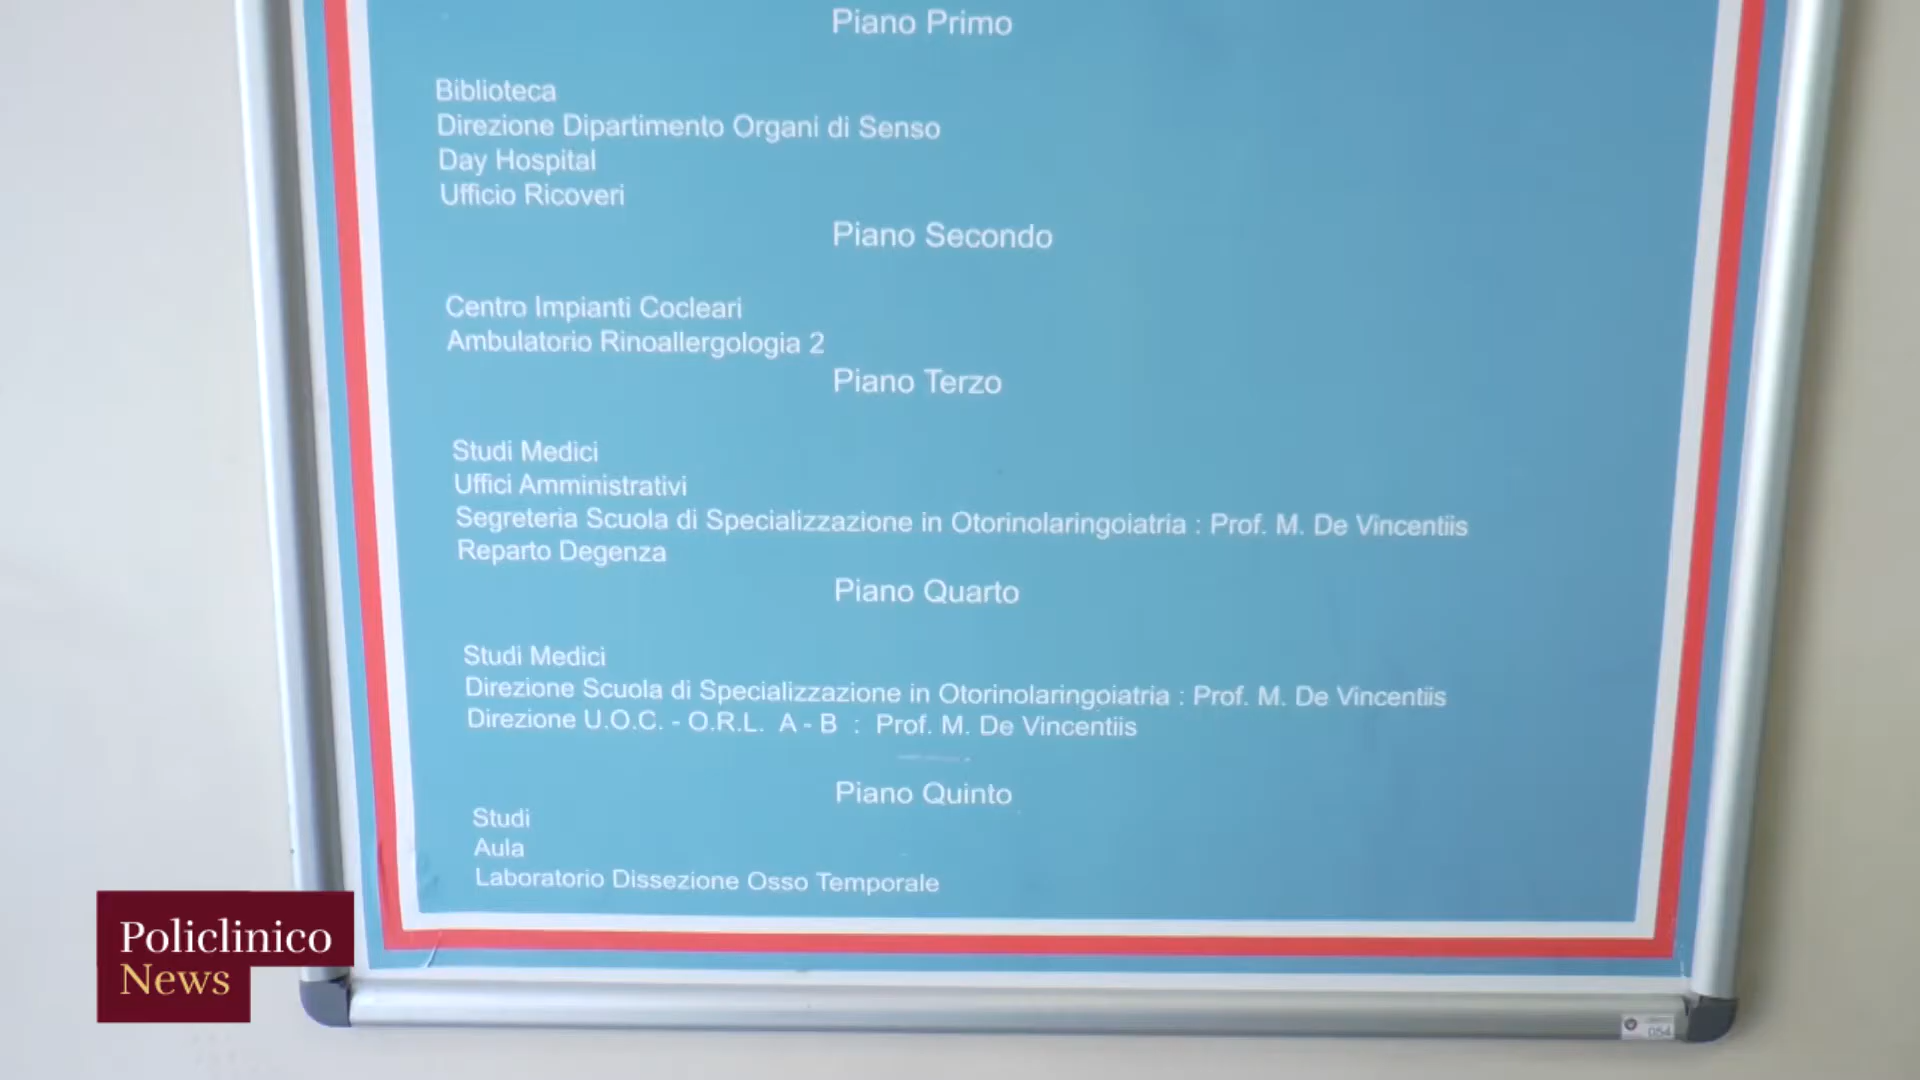 Piano Primo
Biblioteca
Direzione Dipartimento Organi di Senso
Day Hospital
Ufficio Ricoveri
Piano Secondo
Centro Impianti Cocleari
Ambulatorio Rinoallergologia 2
Piano Terzo
Studi Medici
Uffici Amministrativi
Segreteria Scuola di Specializzazione in Otorinolaringoiatria : Prof. M. De Vincentiis
Reparto Degenza
Piano Quarto
Studi Medici
Direzione Scuola di Specializzazione in Otorinolaringoiatria : Prof. M. De Vincentiis
Direzione U.O.C. - O.R.L. A - B : Prof. M. De Vincentiis
Piano Quinto
Studi
Aula
Laboratorio Dissezione Osso Temporale
Policlinico
News
054